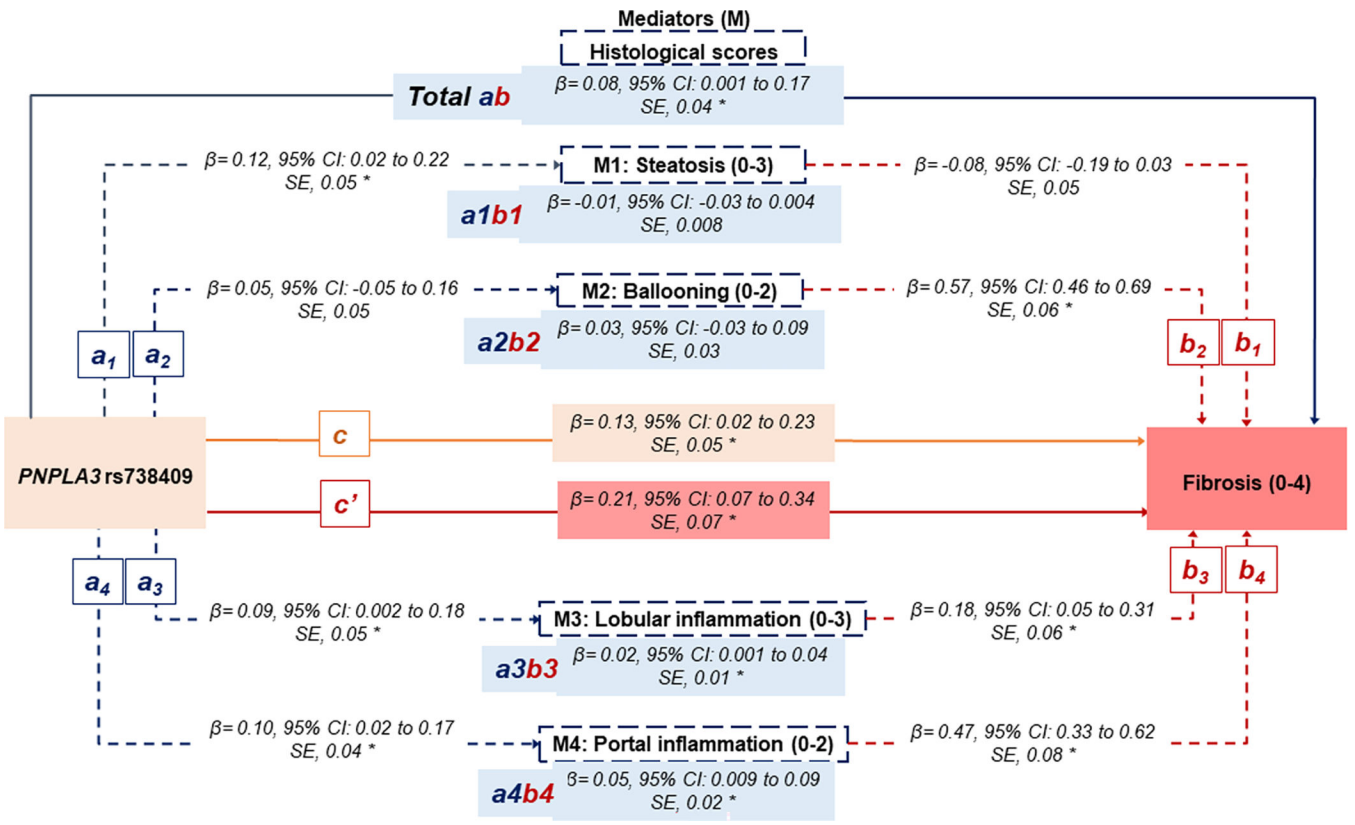 Mediators (M)
Histological scores
Total ab
β= 0.08, 95% CI: 0.001 to 0.17
SE, 0.04 *
β= 0.12, 95% CI: 0.02 to 0.22
SE, 0.05 *
M1: Steatosis (0-3)
β= -0.08, 95% CI: -0.19 to 0.03
SE, 0.05
a1b1
β= -0.01, 95% CI: -0.03 to 0.004
SE, 0.008
β= 0.05, 95% CI: -0.05 to 0.16
SE, 0.05
M2: Ballooning (0-2)
β= 0.57, 95% CI: 0.46 to 0.69
SE, 0.06 *
a1
a2
a2b2
β= 0.03, 95% CI: -0.03 to 0.09
SE, 0.03
b2
b1
c
β= 0.13, 95% CI: 0.02 to 0.23
SE, 0.05 *
PNPLA3 rs738409
Fibrosis (0-4)
c'
β= 0.21, 95% CI: 0.07 to 0.34
SE, 0.07 *
a4
a3
b3
b4
β= 0.09, 95% CI: 0.002 to 0.18
SE, 0.05 *
M3: Lobular inflammation (0-3)
β= 0.18, 95% CI: 0.05 to 0.31
SE, 0.06 *
a3b3
β= 0.02, 95% CI: 0.001 to 0.04
SE, 0.01 *
β= 0.10, 95% CI: 0.02 to 0.17
SE, 0.04 *
M4: Portal inflammation (0-2)
β= 0.47, 95% CI: 0.33 to 0.62
SE, 0.08 *
a4b4
β= 0.05, 95% CI: 0.009 to 0.09
SE, 0.02 *